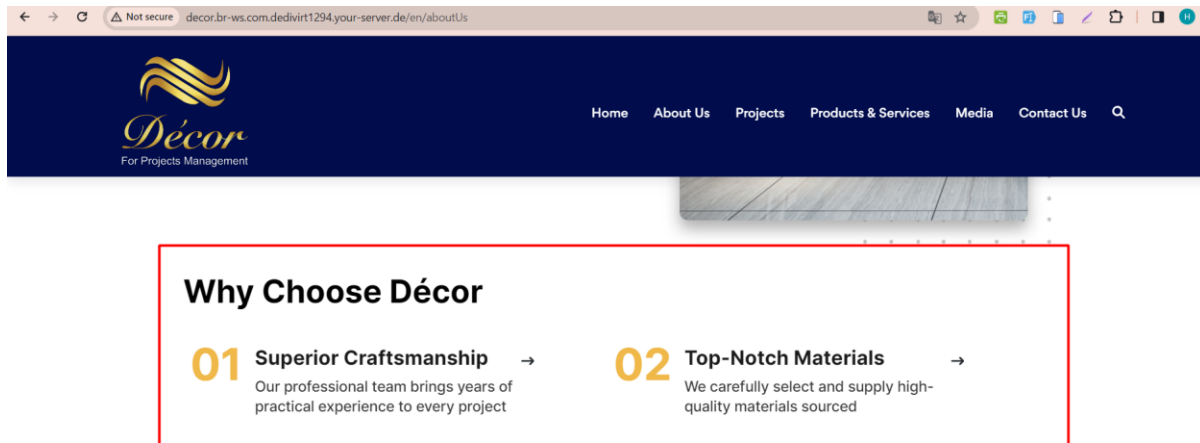 Not secure decor.br-ws.com.dedivirt1294.your-server.de/en/aboutUs
H
Décor
For Projects Management
Home About Us Projects Products & Services Media Contact Us
Why Choose Décor
01 Superior Craftsmanship →
Our professional team brings years of
practical experience to every project
02 Top-Notch Materials →
We carefully select and supply high-
quality materials sourced